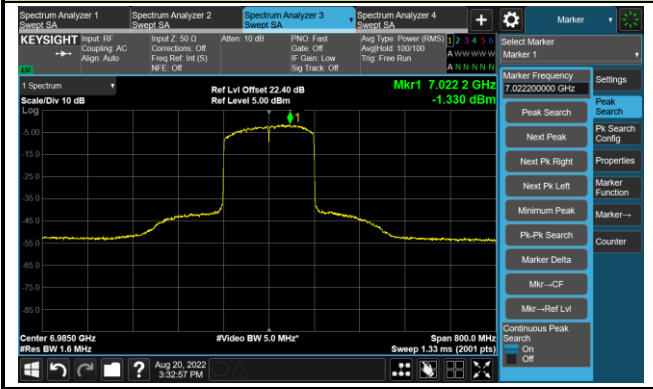 Spectrum Analyzer 1
Swept SA
Spectrum Analyzer 2
Swept SA
Spectrum Analyzer 3
Swept SA
Spectrum Analyzer 4
Swept SA
+
Marker
KEYSIGHT
Input: RF
Coupling: AC
Align: Auto
Input Z: 50 Ω
Corrections: Off
Freq Ref: Int (S)
NFE: Off
Atten: 10 dB
PNO: Fast
Gate: Off
IF Gain: Low
Sig Track: Off
Avg Type: Power (RMS)
Avg|Hold: 100/100
Trig: Free Run
1 2 3 4 5 6
A W W W W W
A N N N N N
LXI
Select Marker
Marker 1
1 Spectrum
Scale/Div 10 dB
Log
Ref Lvl Offset 22.40 dB
Ref Level 5.00 dBm
Mkr1 7.022 2 GHz
-1.330 dBm
1
-5.00
-15.0
-25.0
-35.0
-45.0
-55.0
-65.0
-75.0
-85.0
Center 6.9850 GHz
#Res BW 1.6 MHz
#Video BW 5.0 MHz*
Span 800.0 MHz
Sweep 1.33 ms (2001 pts)
Marker Frequency
7.022200000 GHz
Peak Search
Next Peak
Next Pk Right
Next Pk Left
Minimum Peak
Pk-Pk Search
Marker Delta
Mkr→CF
Mkr→Ref Lvl
Continuous Peak
Search
On
Off
Settings
Peak
Search
Pk Search
Config
Properties
Marker
Function
Marker→
Counter
?
Aug 20, 2022
3:32:57 PM